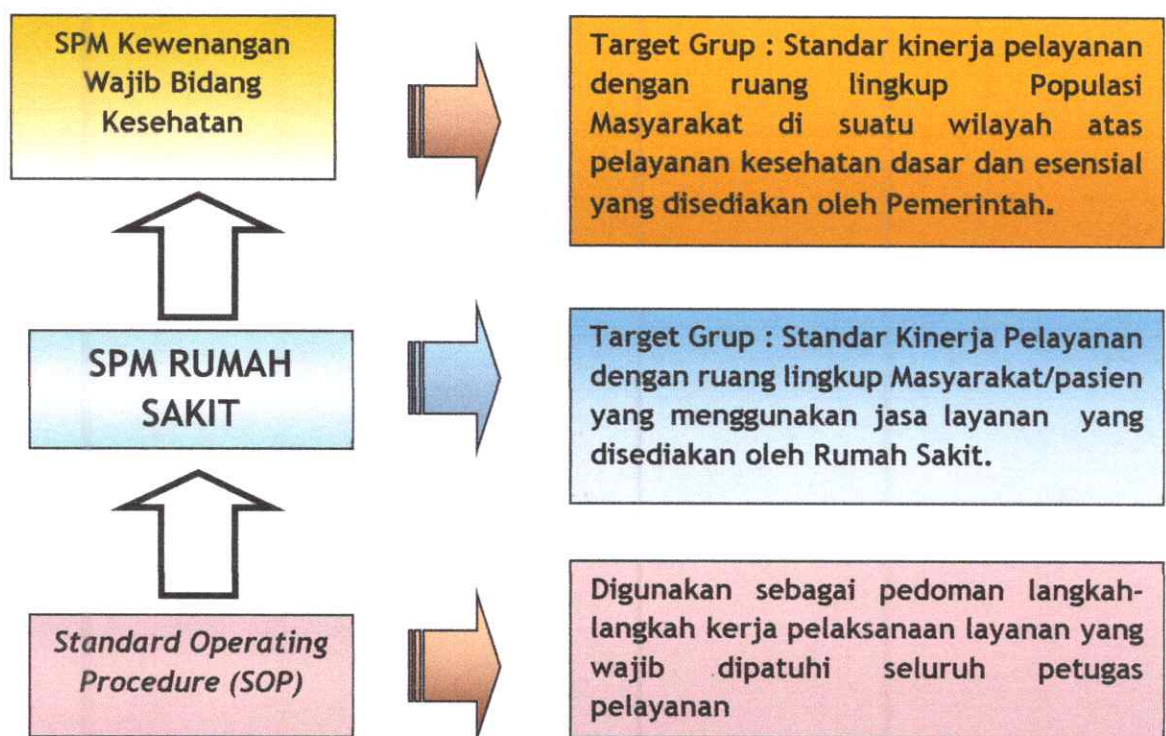 SPM Kewenangan
Wajib Bidang
Kesehatan
Target Grup : Standar kinerja pelayanan
dengan ruang lingkup Populasi
Masyarakat di suatu wilayah atas
pelayanan kesehatan dasar dan esensial
yang disediakan oleh Pemerintah.
SPM RUMAH
SAKIT
Target Grup : Standar Kinerja Pelayanan
dengan ruang lingkup Masyarakat/pasien
yang menggunakan jasa layanan yang
disediakan oleh Rumah Sakit.
Standard Operating
Procedure (SOP)
Digunakan sebagai pedoman langkah-
langkah kerja pelaksanaan layanan yang
wajib dipatuhi seluruh petugas
pelayanan